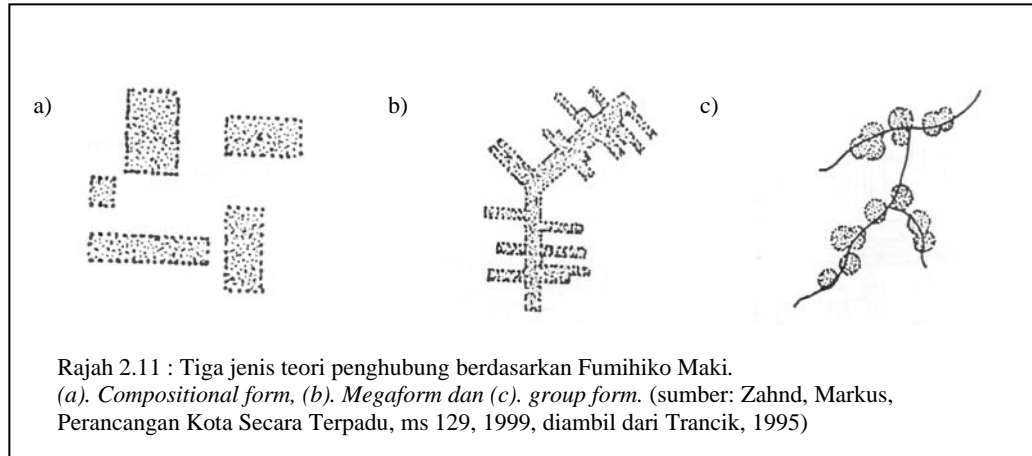 a)
b)
c)
Rajah 2.11 : Tiga jenis teori penghubung berdasarkan Fumihiko Maki.
(a). Compositional form, (b). Megaform dan (c). group form. (sumber: Zahnd, Markus,
Perancangan Kota Secara Terpadu, ms 129, 1999, diambil dari Trancik, 1995)